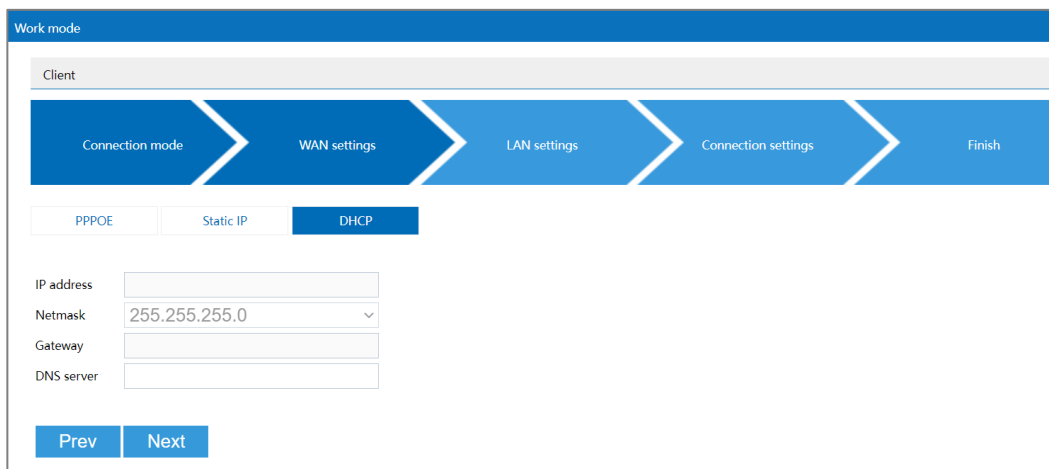 Work mode
Client
Connection mode WAN settings LAN settings Connection settings Finish
PPPOE Static IP DHCP
IP address
Netmask 255.255.255.0
Gateway
DNS server
Prev Next